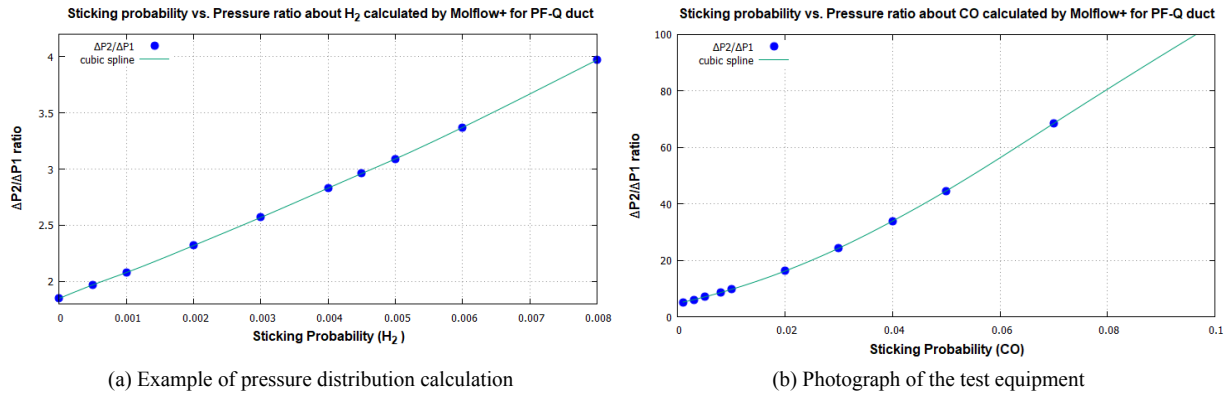 Sticking probability vs. Pressure ratio about H2 calculated by Molflow+ for PF-Q duct
4
3.5
3
2.5
2
ΔP2/ΔP1 ratio
ΔP2/ΔP1
cubic spline
0 0.001 0.002 0.003 0.004 0.005 0.006 0.007 0.008
Sticking Probability (H2 )
(a) Example of pressure distribution calculation
Sticking probability vs. Pressure ratio about CO calculated by Molflow+ for PF-Q duct
100
80
60
40
20
0
ΔP2/ΔP1 ratio
ΔP2/ΔP1
cubic spline
0 0.02 0.04 0.06 0.08 0.1
Sticking Probability (CO)
(b) Photograph of the test equipment